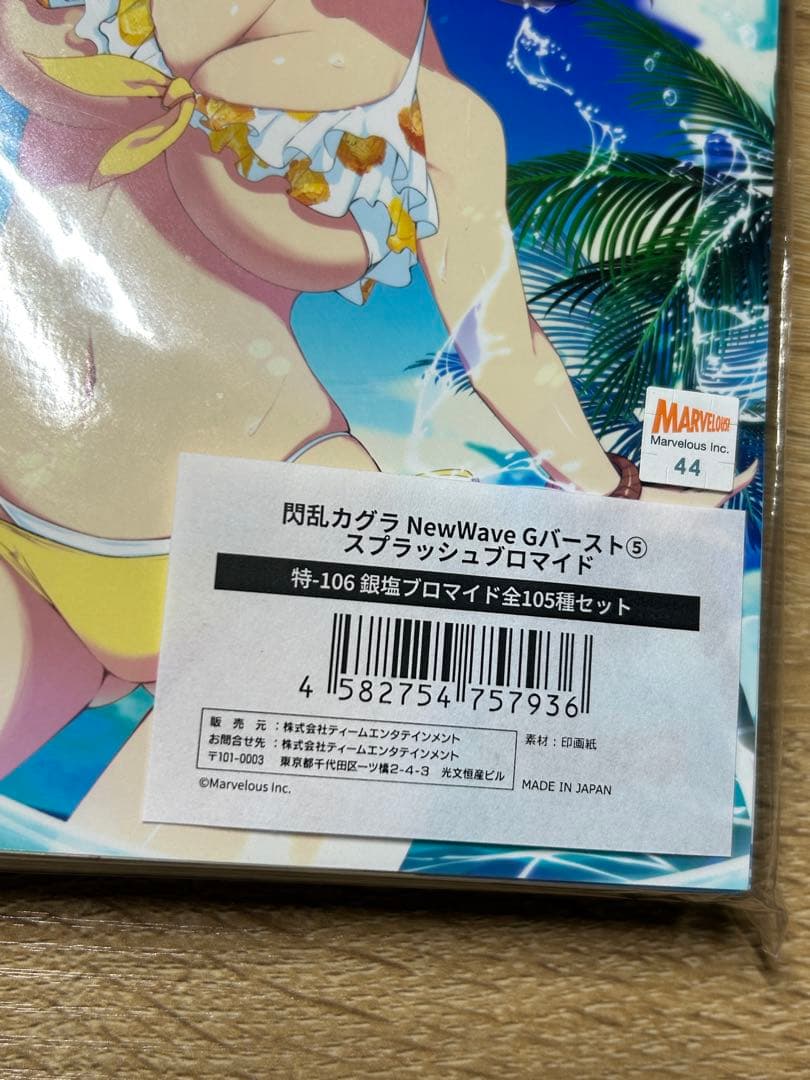 MARVELOUS!
Marvelous Inc.
44
閃乱カグラ NewWave Gバースト⑤
スプラッシュブロマイド
特-106 銀塩ブロマイド全105種セット
4 582754 757936
販売元：株式会社ティームエンタテインメント
お問合せ先：株式会社ティームエンタテインメント
〒101-0003 東京都千代田区一ツ橋2-4-3 光文恒産ビル
素材：印画紙
©Marvelous Inc.
MADE IN JAPAN